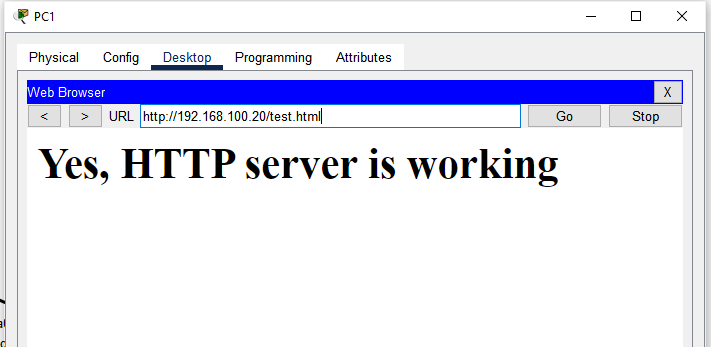 PC1
Physical Config Desktop Programming Attributes
Web Browser X
< > URL http://192.168.100.20/test.html Go Stop
Yes, HTTP server is working